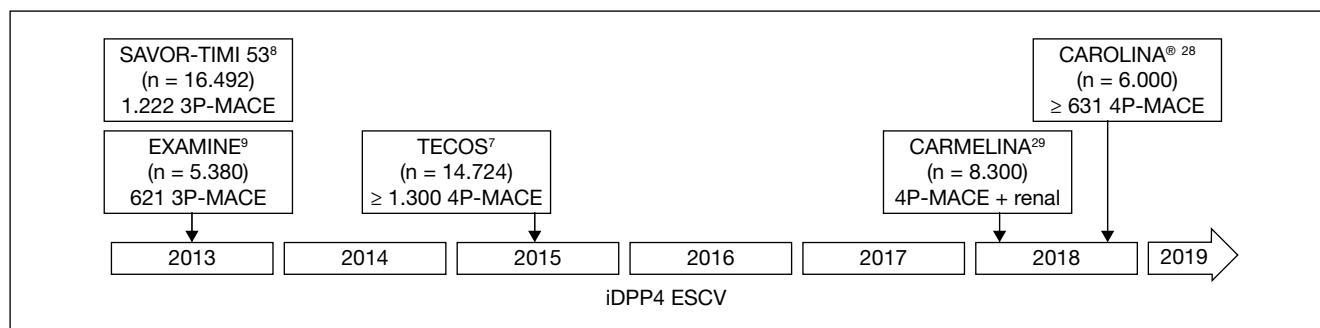 SAVOR-TIMI 53⁸
(n = 16.492)
1.222 3P-MACE
EXAMINE⁹
(n = 5.380)
621 3P-MACE
TECOS⁷
(n = 14.724)
≥ 1.300 4P-MACE
CARMELINA²⁹
(n = 8.300)
4P-MACE + renal
CAROLINA® ²⁸
(n = 6.000)
≥ 631 4P-MACE
2013 2014 2015 2016 2017 2018 2019
iDPP4 ESCV